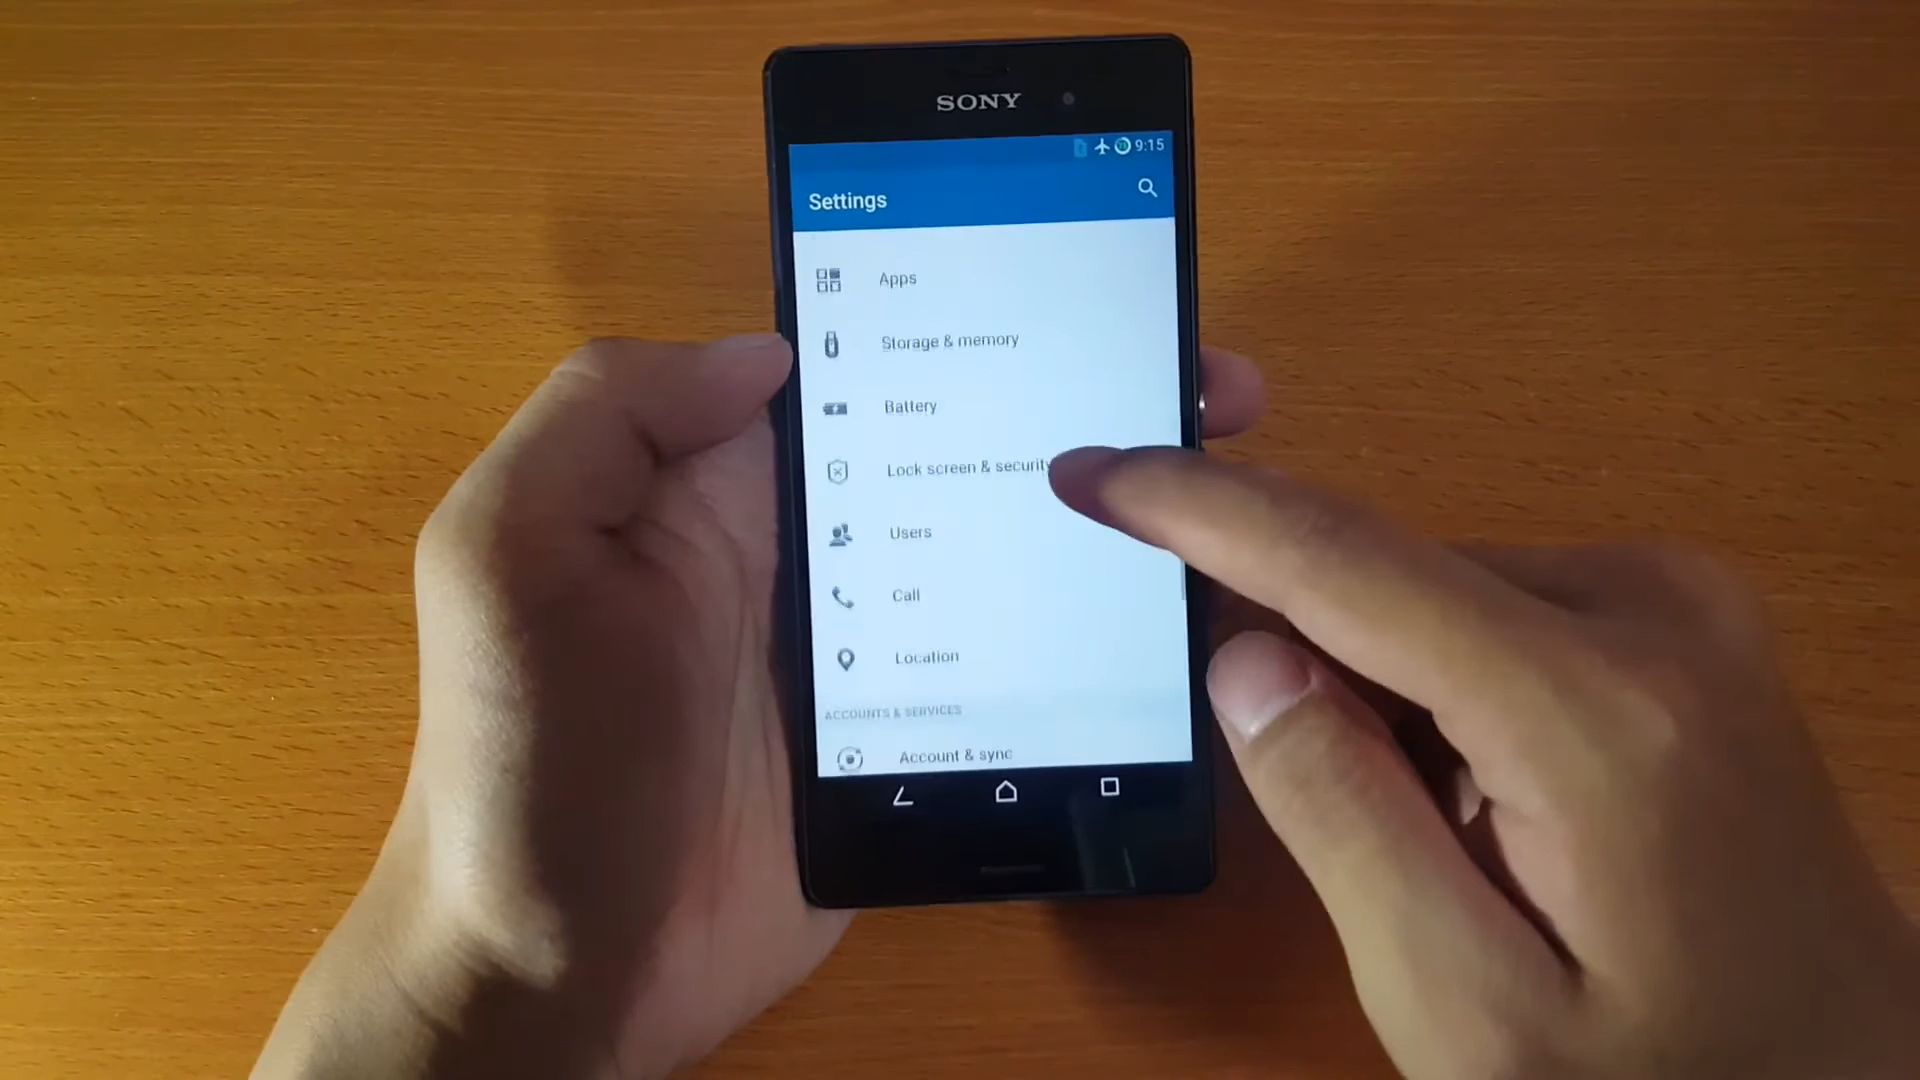 SONY
9:15
Settings
Apps
Storage & memory
Battery
Lock screen & security
Users
Call
Location
ACCOUNTS & SERVICES
Account & sync